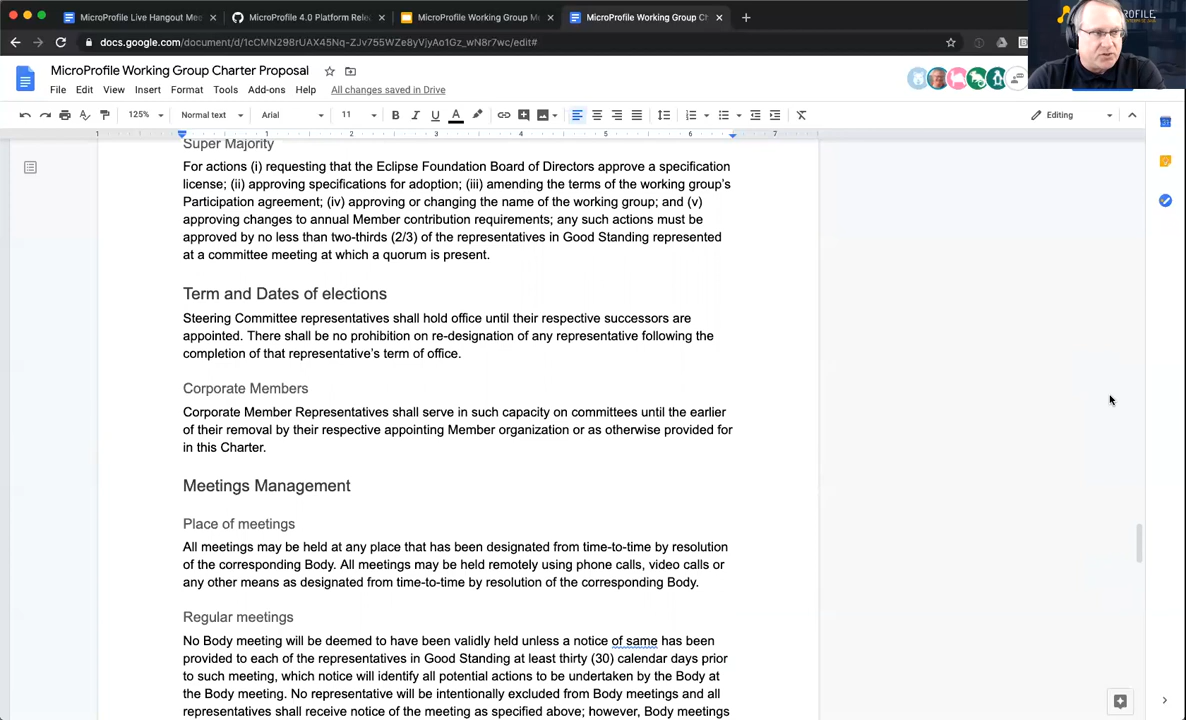 MicroProfile Live Hangout Mee
MicroProfile 4.0 Platform Rele
MicroProfile Working Group Me
MicroProfile Working Group Ch
docs.google.com/document/d/1cCMN298rUAX45Nq-ZJv755WZe8yVjyAo1Gz_wN8r7wc/edit#
MicroProfile Working Group Charter Proposal
File Edit View Insert Format Tools Add-ons Help All changes saved in Drive
125% Normal text Arial 11 B I U A Editing
1 1 2 3 4 5 6 7
Super Majority
For actions (i) requesting that the Eclipse Foundation Board of Directors approve a specification
license; (ii) approving specifications for adoption; (iii) amending the terms of the working group's
Participation agreement; (iv) approving or changing the name of the working group; and (v)
approving changes to annual Member contribution requirements; any such actions must be
approved by no less than two-thirds (2/3) of the representatives in Good Standing represented
at a committee meeting at which a quorum is present.
Term and Dates of elections
Steering Committee representatives shall hold office until their respective successors are
appointed. There shall be no prohibition on re-designation of any representative following the
completion of that representative's term of office.
Corporate Members
Corporate Member Representatives shall serve in such capacity on committees until the earlier
of their removal by their respective appointing Member organization or as otherwise provided for
in this Charter.
Meetings Management
Place of meetings
All meetings may be held at any place that has been designated from time-to-time by resolution
of the corresponding Body. All meetings may be held remotely using phone calls, video calls or
any other means as designated from time-to-time by resolution of the corresponding Body.
Regular meetings
No Body meeting will be deemed to have been validly held unless a notice of same has been
provided to each of the representatives in Good Standing at least thirty (30) calendar days prior
to such meeting, which notice will identify all potential actions to be undertaken by the Body at
the Body meeting. No representative will be intentionally excluded from Body meetings and all
representatives shall receive notice of the meeting as specified above; however, Body meetings